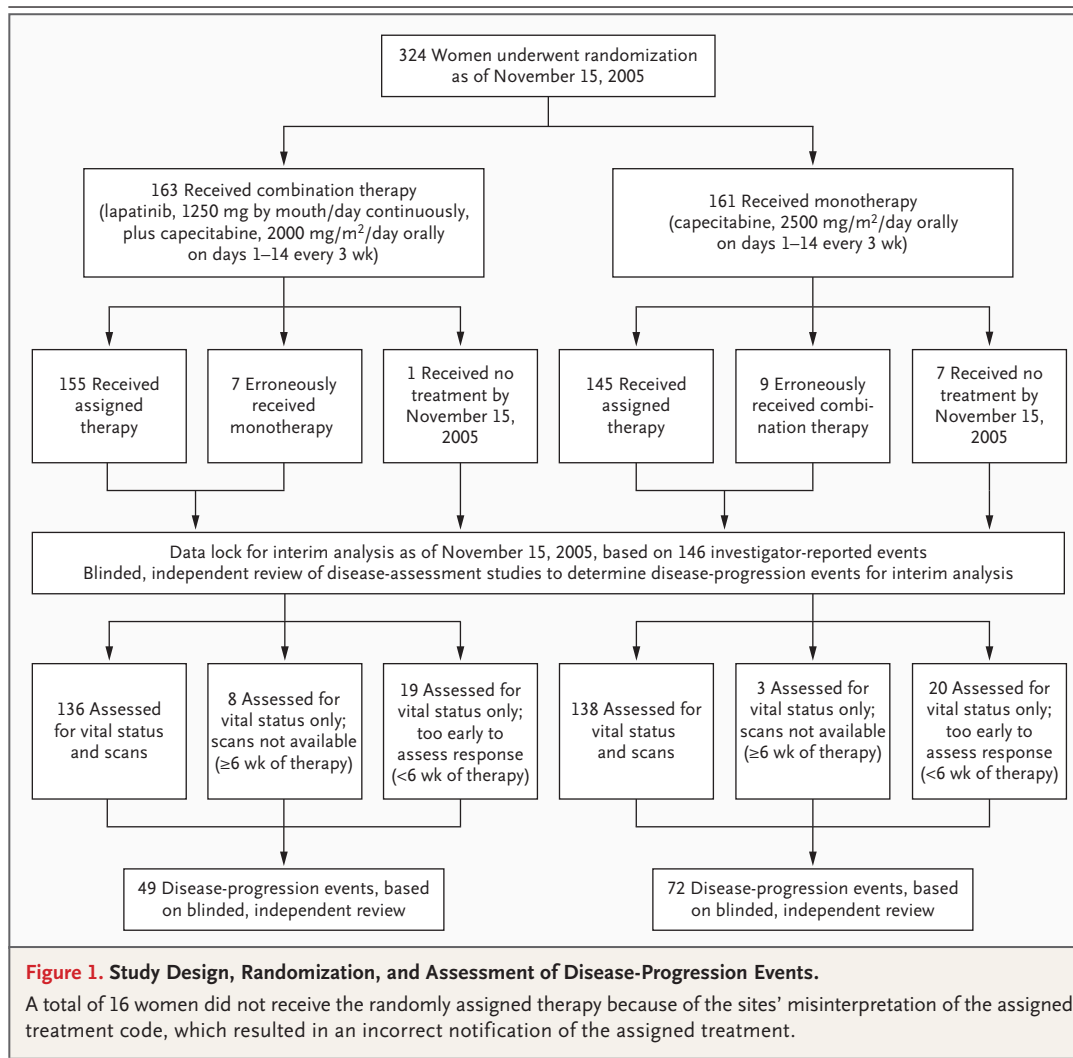 324 Women underwent randomization
as of November 15, 2005
163 Received combination therapy
(lapatinib, 1250 mg by mouth/day continuously,
plus capecitabine, 2000 mg/m²/day orally
on days 1–14 every 3 wk)
161 Received monotherapy
(capecitabine, 2500 mg/m²/day orally
on days 1–14 every 3 wk)
155 Received
assigned
therapy
7 Erroneously
received
monotherapy
1 Received no
treatment by
November 15,
2005
145 Received
assigned
therapy
9 Erroneously
received combi-
nation therapy
7 Received no
treatment by
November 15,
2005
Data lock for interim analysis as of November 15, 2005, based on 146 investigator-reported events
Blinded, independent review of disease-assessment studies to determine disease-progression events for interim analysis
136 Assessed
for vital status
and scans
8 Assessed for
vital status only;
scans not available
(≥6 wk of therapy)
19 Assessed for
vital status only;
too early to
assess response
(<6 wk of therapy)
138 Assessed for
vital status
and scans
3 Assessed for
vital status only;
scans not available
(≥6 wk of therapy)
20 Assessed for
vital status only;
too early to
assess response
(<6 wk of therapy)
49 Disease-progression events, based
on blinded, independent review
72 Disease-progression events, based
on blinded, independent review
Figure 1. Study Design, Randomization, and Assessment of Disease-Progression Events.
A total of 16 women did not receive the randomly assigned therapy because of the sites’ misinterpretation of the assigned
treatment code, which resulted in an incorrect notification of the assigned treatment.